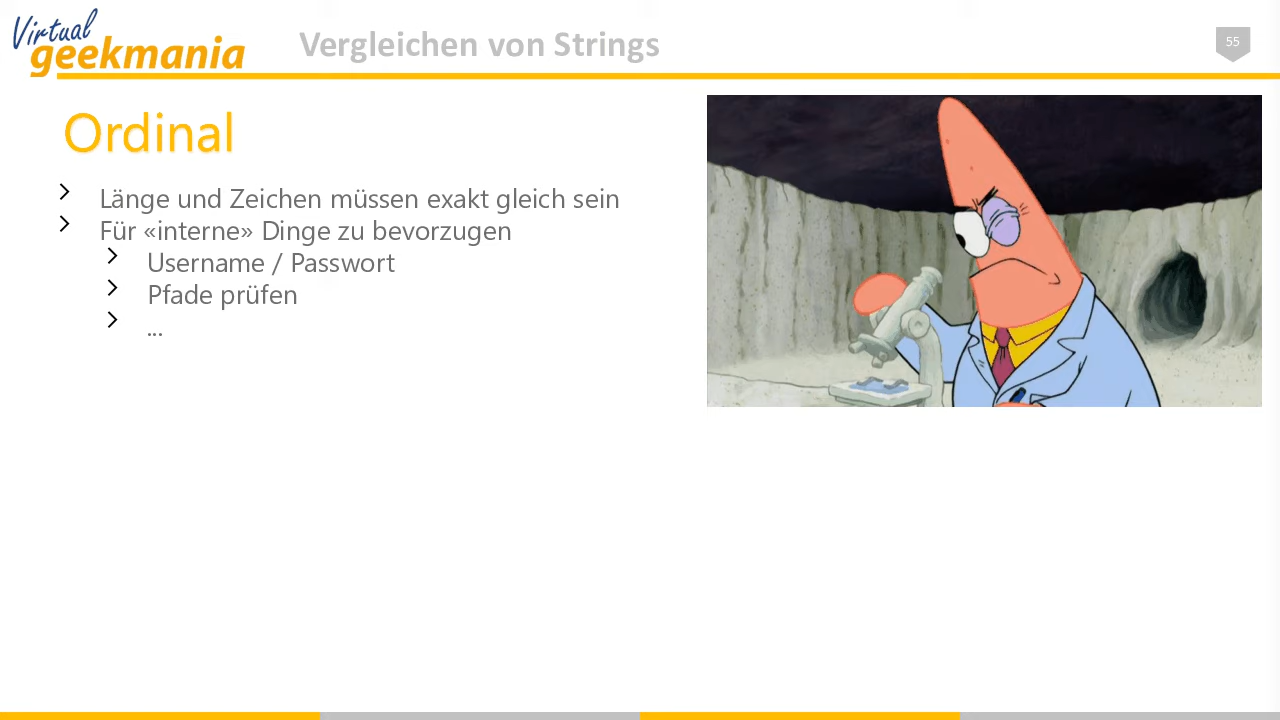 Virtual
geekmania
Vergleichen von Strings
55
Ordinal
Länge und Zeichen müssen exakt gleich sein
Für «interne» Dinge zu bevorzugen
Username / Passwort
Pfade prüfen
...